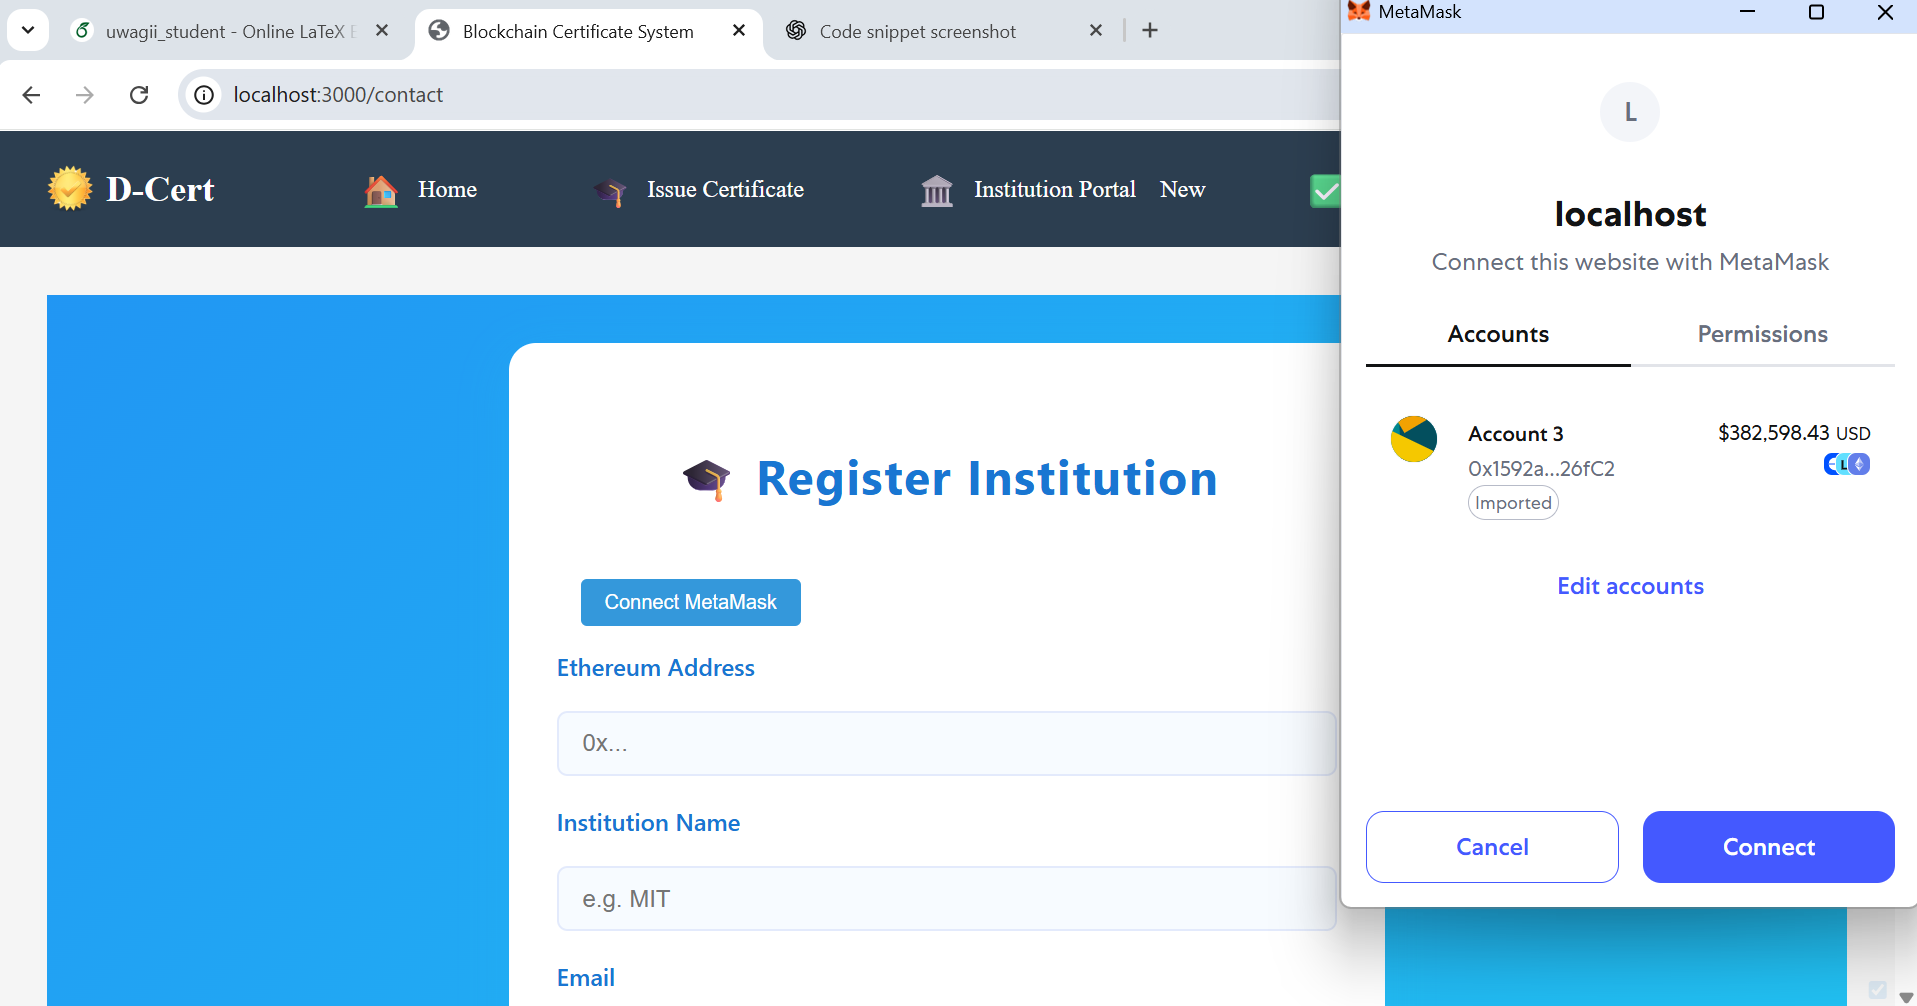 uwagii_student - Online LaTeX E
Blockchain Certificate System
Code snippet screenshot
localhost:3000/contact
D-Cert
Home
Issue Certificate
Institution Portal
New
Register Institution
Connect MetaMask
Ethereum Address
0x...
Institution Name
e.g. MIT
Email
MetaMask
L
localhost
Connect this website with MetaMask
Accounts
Permissions
Account 3
$382,598.43 USD
0x1592a...26fC2
L
Imported
Edit accounts
Cancel
Connect